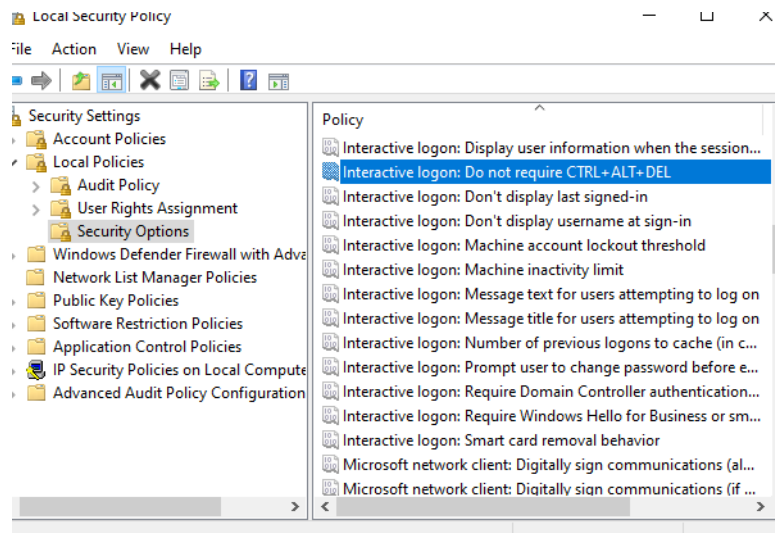 Local Security Policy
File Action View Help
Security Settings
Account Policies
Local Policies
Audit Policy
User Rights Assignment
Security Options
Windows Defender Firewall with Adva
Network List Manager Policies
Public Key Policies
Software Restriction Policies
Application Control Policies
IP Security Policies on Local Compute
Advanced Audit Policy Configuration
Policy
Interactive logon: Display user information when the session...
Interactive logon: Do not require CTRL+ALT+DEL
Interactive logon: Don't display last signed-in
Interactive logon: Don't display username at sign-in
Interactive logon: Machine account lockout threshold
Interactive logon: Machine inactivity limit
Interactive logon: Message text for users attempting to log on
Interactive logon: Message title for users attempting to log on
Interactive logon: Number of previous logons to cache (in c...
Interactive logon: Prompt user to change password before e...
Interactive logon: Require Domain Controller authentication...
Interactive logon: Require Windows Hello for Business or sm...
Interactive logon: Smart card removal behavior
Microsoft network client: Digitally sign communications (al...
Microsoft network client: Digitally sign communications (if ...